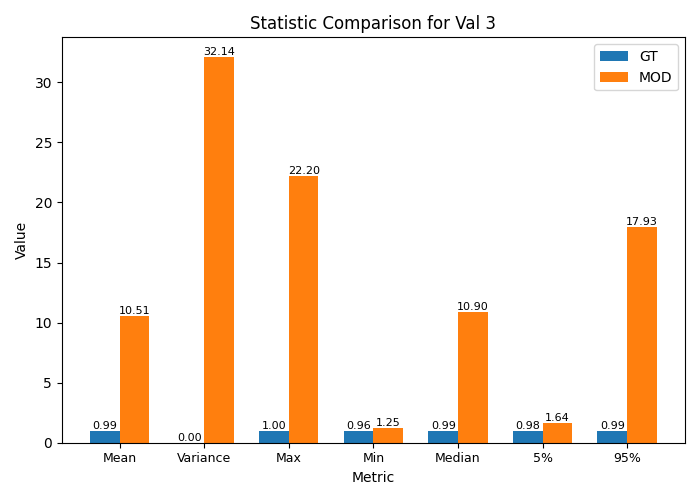 Statistic Comparison for Val 3
GT
MOD
Value
30
25
20
15
10
5
0
0.99
10.51
0.00
32.14
1.00
22.20
0.96
1.25
0.99
10.90
0.98
1.64
0.99
17.93
Mean
Variance
Max
Min
Median
5%
95%
Metric